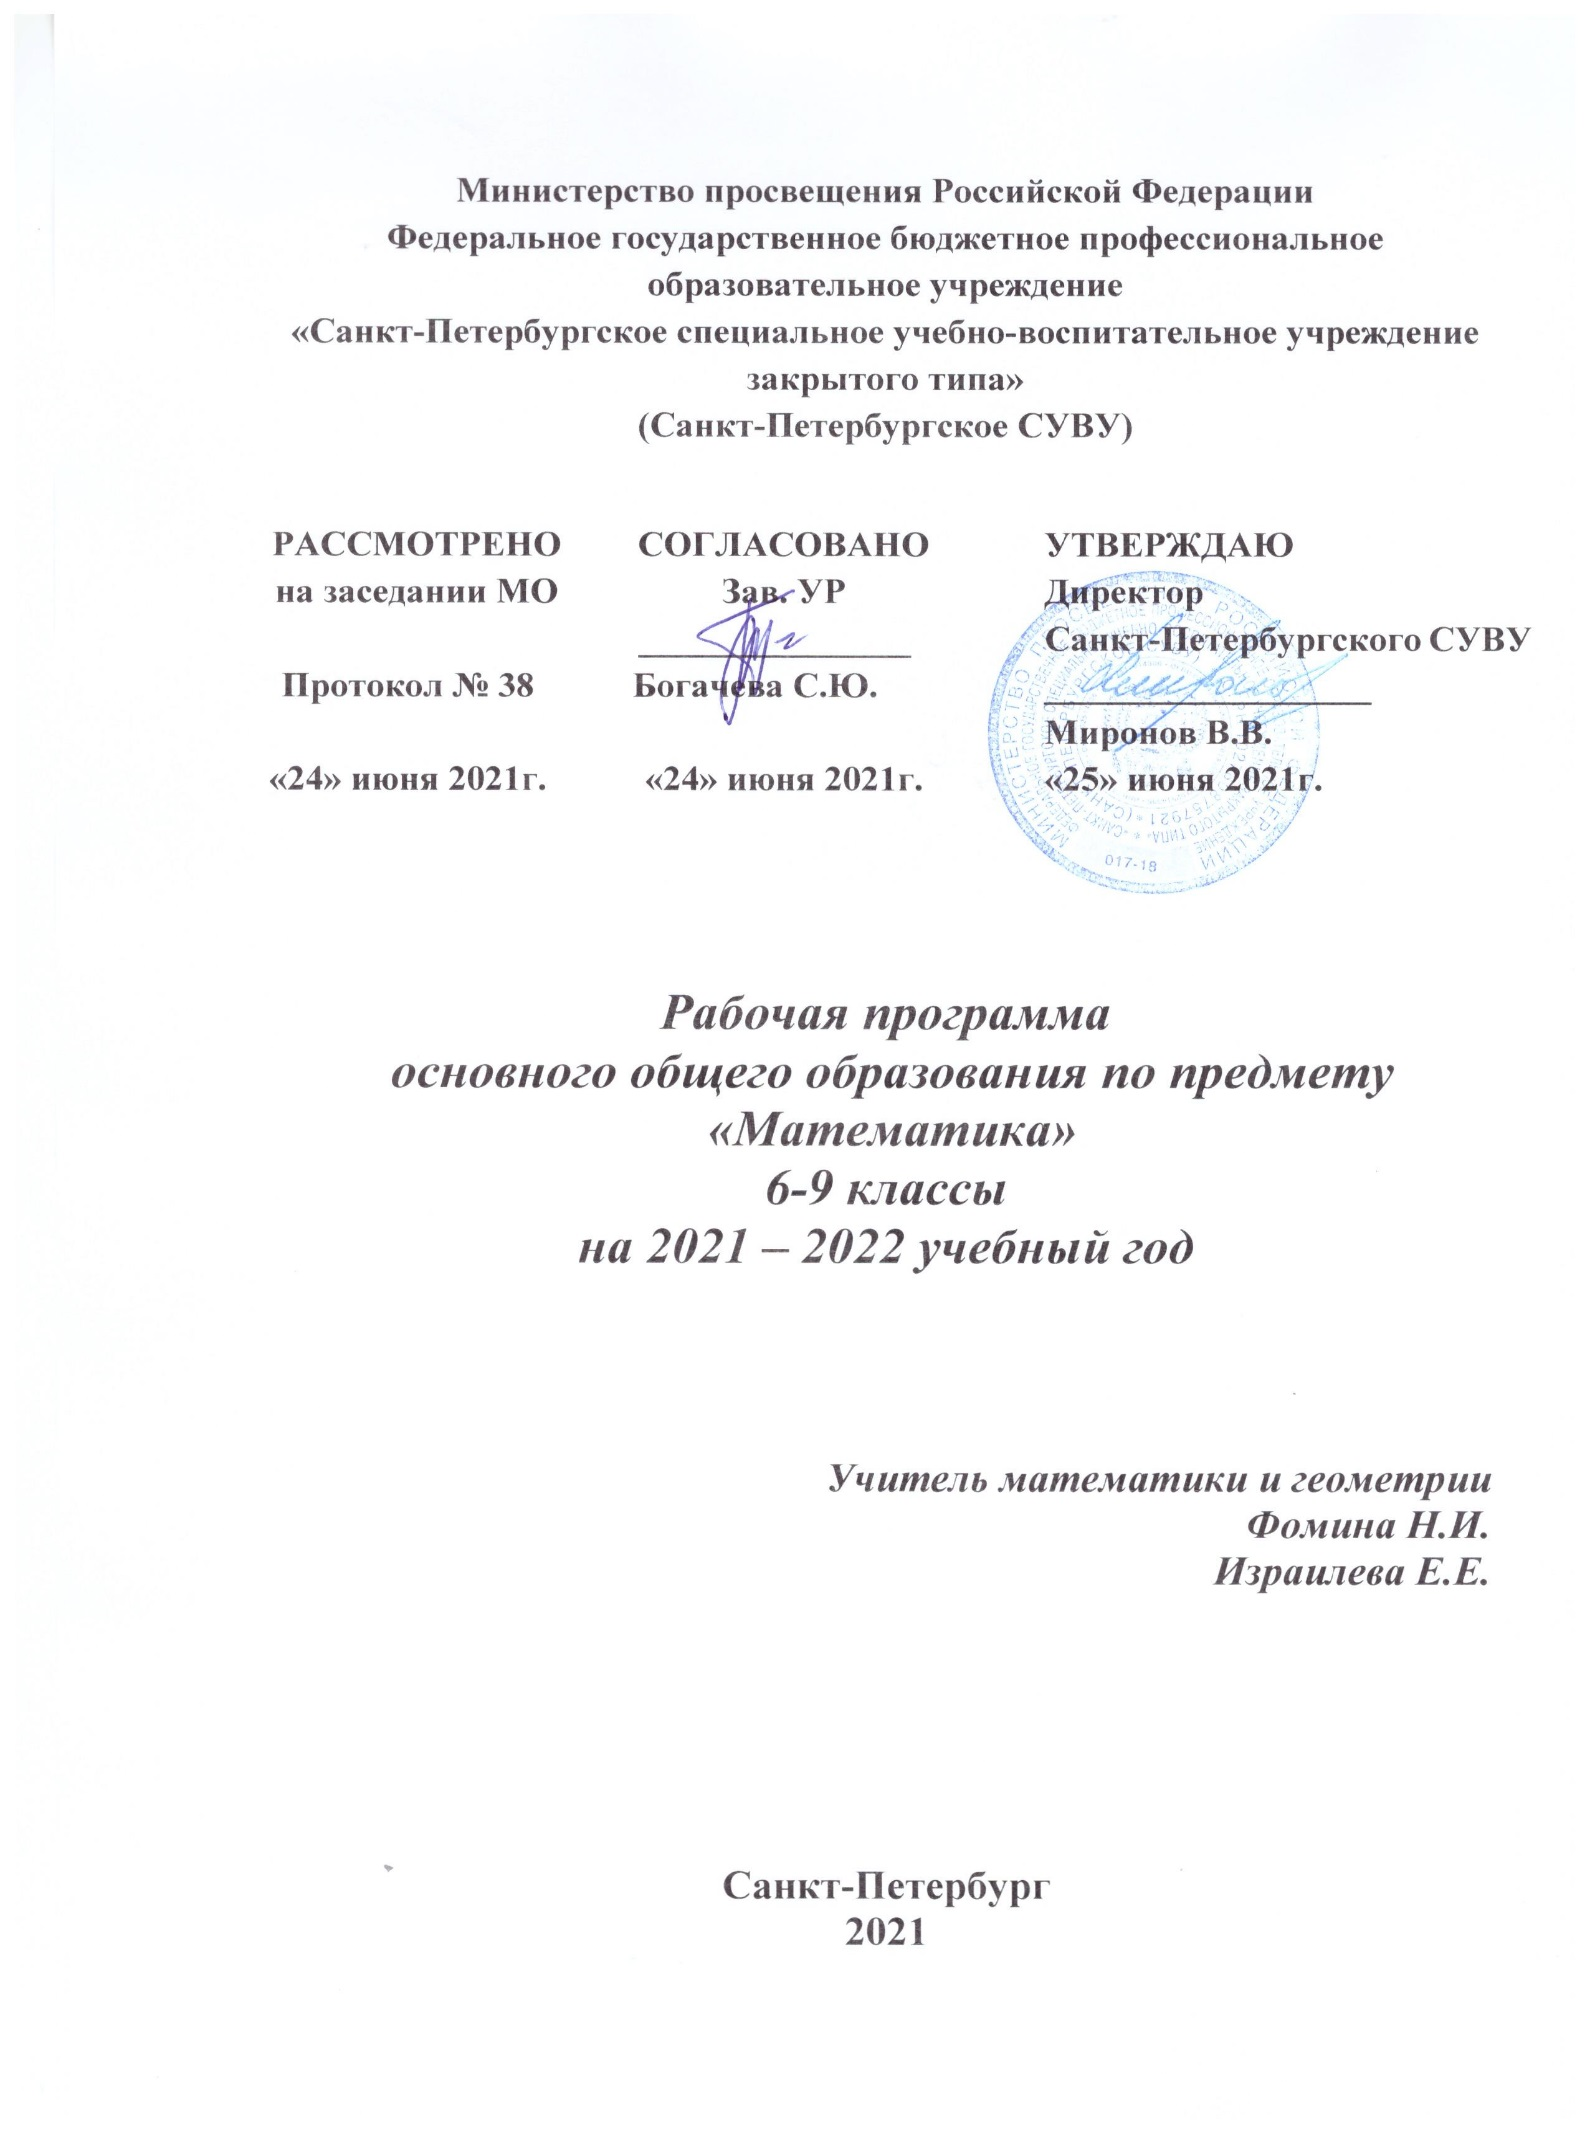 Министерство просвещения Российской Федерации
Федеральное государственное бюджетное профессиональное
образовательное учреждение
«Санкт-Петербургское специальное учебно-воспитательное учреждение
закрытого типа»
(Санкт-Петербургское СУВУ)
РАССМОТРЕНО
на заседании МО
Протокол № 38
«24» июня 2021г.
СОГЛАСОВАНО
Зав. УР
Богачева С.Ю.
«24» июня 2021г.
УТВЕРЖДАЮ
Директор
Санкт-Петербургского СУВУ
Миронов В.В.
«25» июня 2021г.
017-18
Рабочая программа
основного общего образования по предмету
«Математика»
6-9 классы
на 2021 – 2022 учебный год
Учитель математики и геометрии
Фомина Н.И.
Израилева Е.Е.
Санкт-Петербург
2021